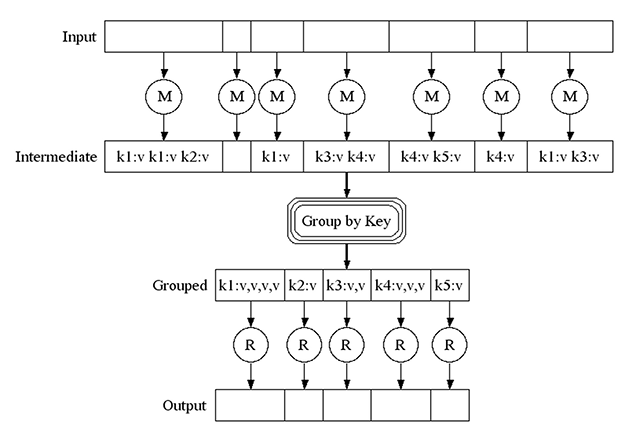 Input
M M M M M M M
Intermediate k1:v k1:v k2:v k1:v k3:v k4:v k4:v k5:v k4:v k1:v k3:v
Group by Key
Grouped k1:v,v,v,v k2:v k3:v,v k4:v,v,v k5:v
R R R R R
Output